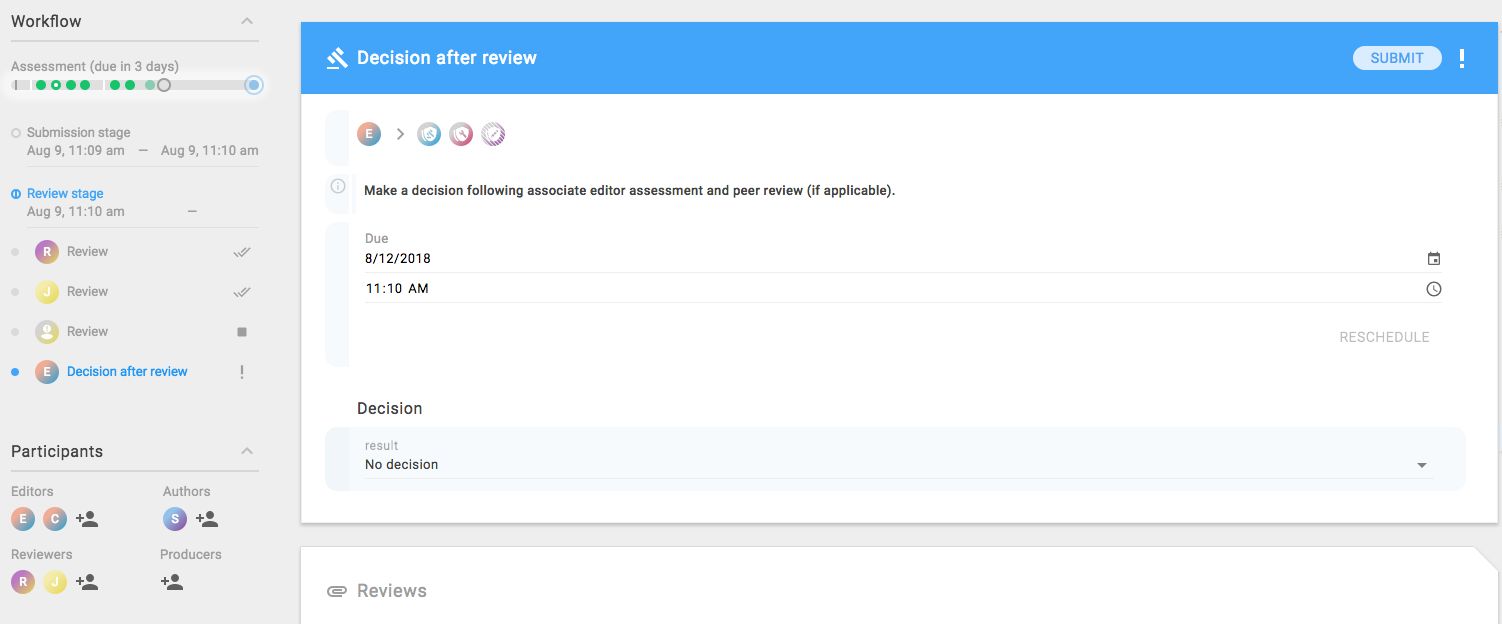 Workflow
Assessment (due in 3 days)
Submission stage
Aug 9, 11:09 am — Aug 9, 11:10 am
Review stage
Aug 9, 11:10 am —
R Review
J Review
Review
E Decision after review !
Participants
Editors Authors
E C S
Reviewers Producers
R J
Decision after review SUBMIT !
E >
Make a decision following associate editor assessment and peer review (if applicable).
Due
8/12/2018
11:10 AM
RESCHEDULE
Decision
result
No decision
Reviews